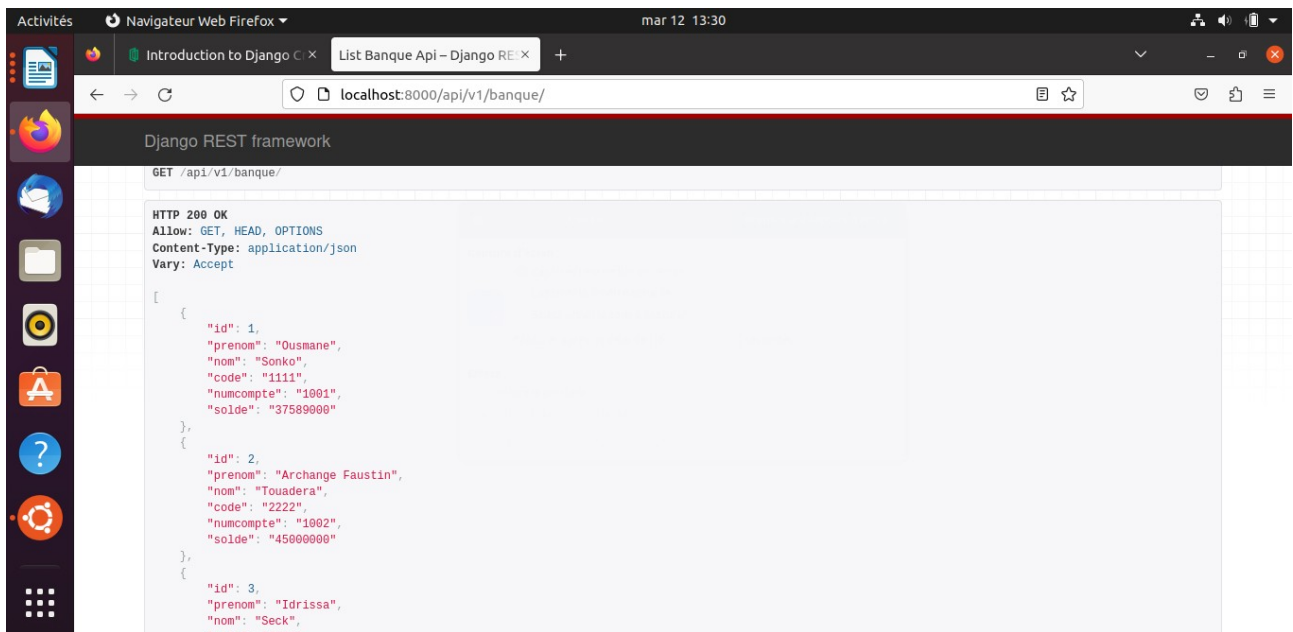 Activités Navigateur Web Firefox mar 12 13:30
Introduction to Django C List Banque Api – Django RE
localhost:8000/api/v1/banque/
Django REST framework
GET /api/v1/banque/
HTTP 200 OK
Allow: GET, HEAD, OPTIONS
Content-Type: application/json
Vary: Accept
[
{
"id": 1,
"prenom": "Ousmane",
"nom": "Sonko",
"code": "1111",
"numcompte": "1001",
"solde": "37589000"
},
{
"id": 2,
"prenom": "Archange Faustin",
"nom": "Touadera",
"code": "2222",
"numcompte": "1002",
"solde": "45000000"
},
{
"id": 3,
"prenom": "Idrissa",
"nom": "Seck",